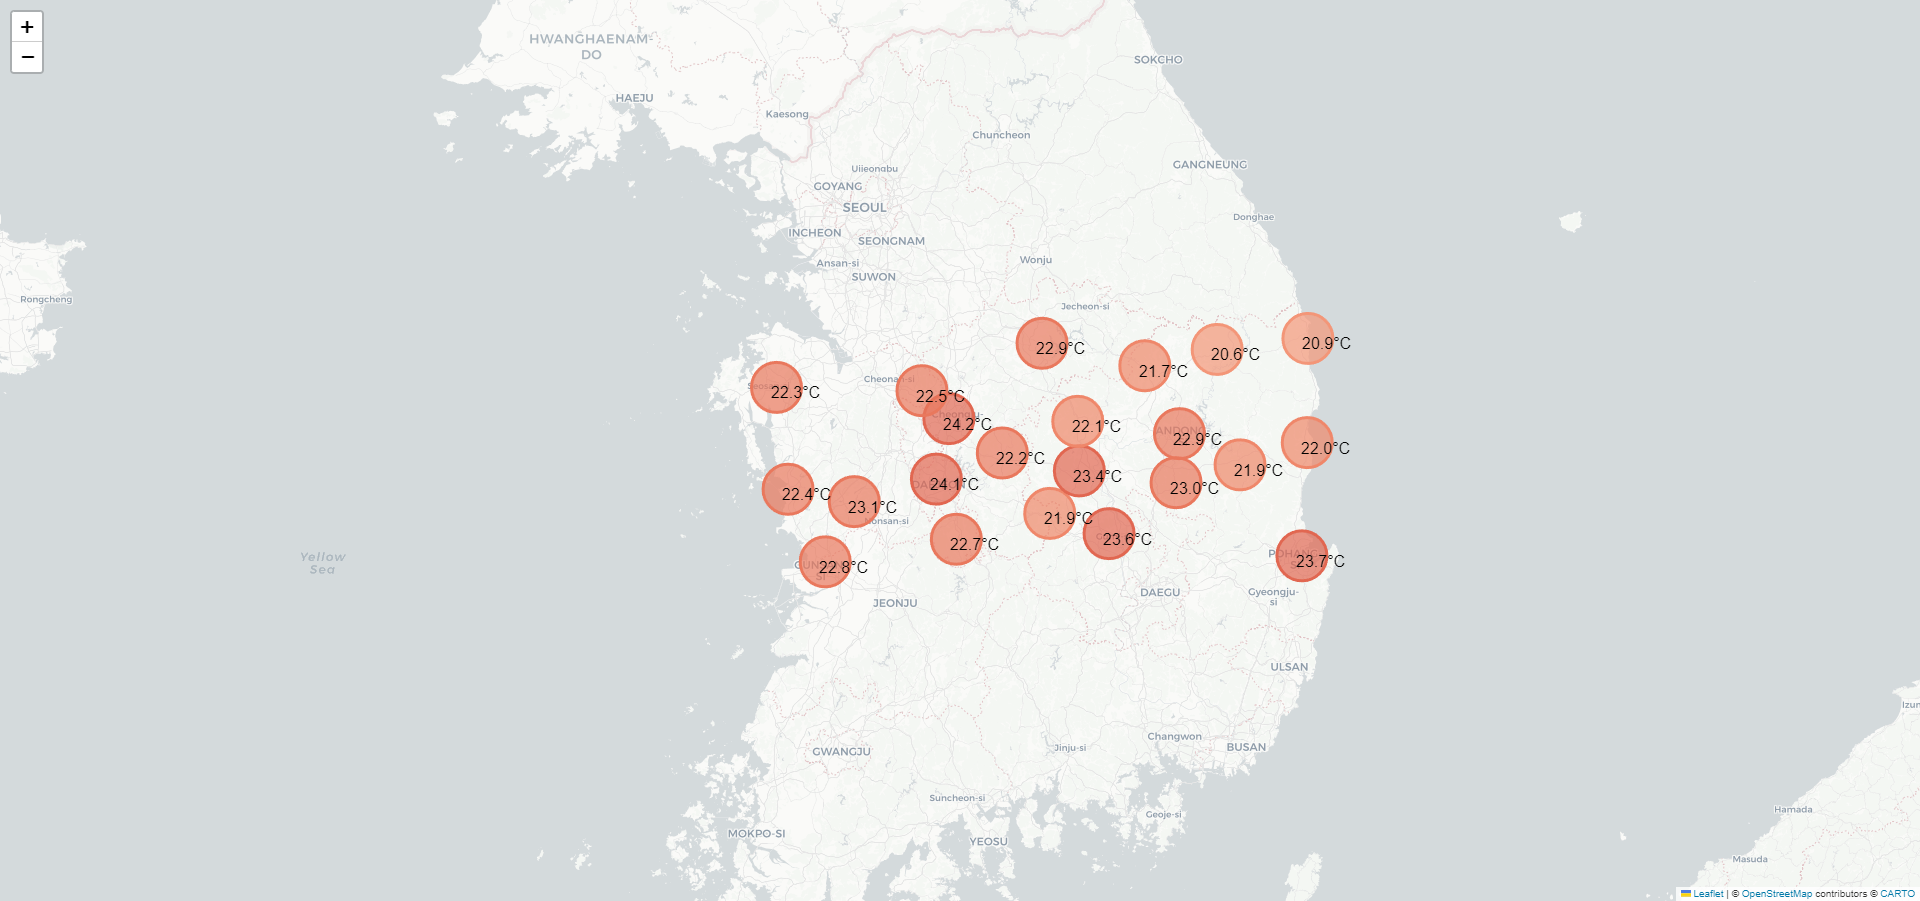 +
−
HWANGHAENAM-
DO
SOKCHO
HAEJU
Kaesong
Chuncheon
GANGNEUNG
Uijeongbu
GOYANG
SEOUL
Donghae
INCHEON
SEONGNAM
Ansan-si
Wonju
SUWON
Rongcheng
Jecheon-si
20.9°C
22.9°C
20.6°C
21.7°C
Cheonan-si
22.3°C
22.5°C
24.2°C
22.1°C
22.9°C
22.0°C
22.2°C
21.9°C
23.4°C
24.1°C
23.0°C
22.4°C
23.1°C
21.9°C
Nonsan-si
23.6°C
22.7°C
Yellow
Sea
23.7°C
22.8°C
SI
DAEGU
Gyeongju-
si
JEONJU
ULSAN
Izum
Changwon
Jinju-si
BUSAN
GWANGJU
Suncheon-si
Hamada
Geoje-si
MOKPO-SI
YEOSU
Masuda
Leaflet | © OpenStreetMap contributors © CARTO